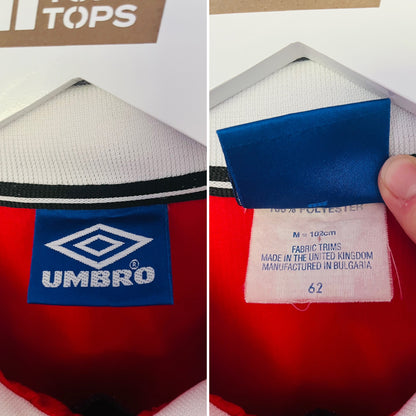 TOPS
UMBRO
®
100% POLYESTER
M = 102cm
FABRIC TRIMS
MADE IN THE UNITED KINGDOM
MANUFACTURED IN BULGARIA
62